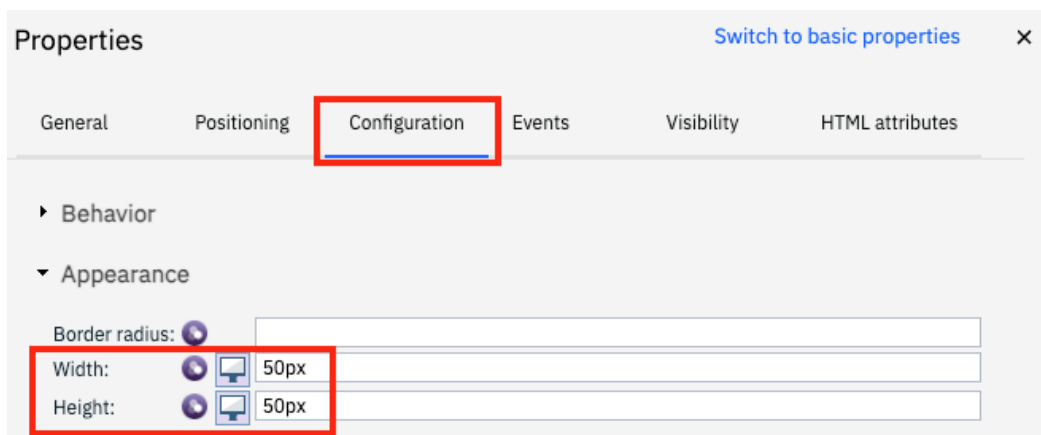 Properties Switch to basic properties ×
General Positioning Configuration Events Visibility HTML attributes
Behavior
Appearance
Border radius:
Width: 50px
Height: 50px